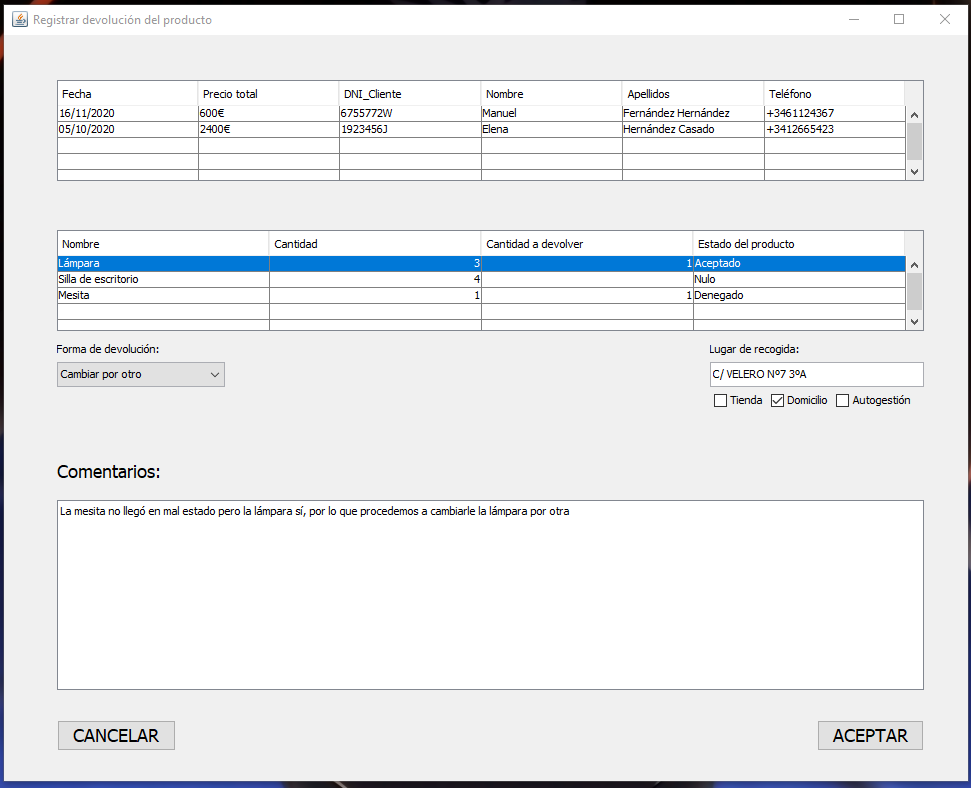 Registrar devolución del producto
Fecha Precio total DNI_Cliente Nombre Apellidos Teléfono
16/11/2020 600€ 6755772W Manuel Fernández Hernández +3461124367
05/10/2020 2400€ 1923456J Elena Hernández Casado +3412665423
Nombre Cantidad Cantidad a devolver Estado del producto
Lámpara 3 1 Aceptado
Silla de escritorio 4 Nulo
Mesita 1 1 Denegado
Forma de devolución: Lugar de recogida:
Cambiar por otro C/ VELERO Nº7 3ºA
Tienda Domicilio Autogestión
Comentarios:
La mesita no llegó en mal estado pero la lámpara sí, por lo que procedemos a cambiarle la lámpara por otra
CANCELAR ACEPTAR